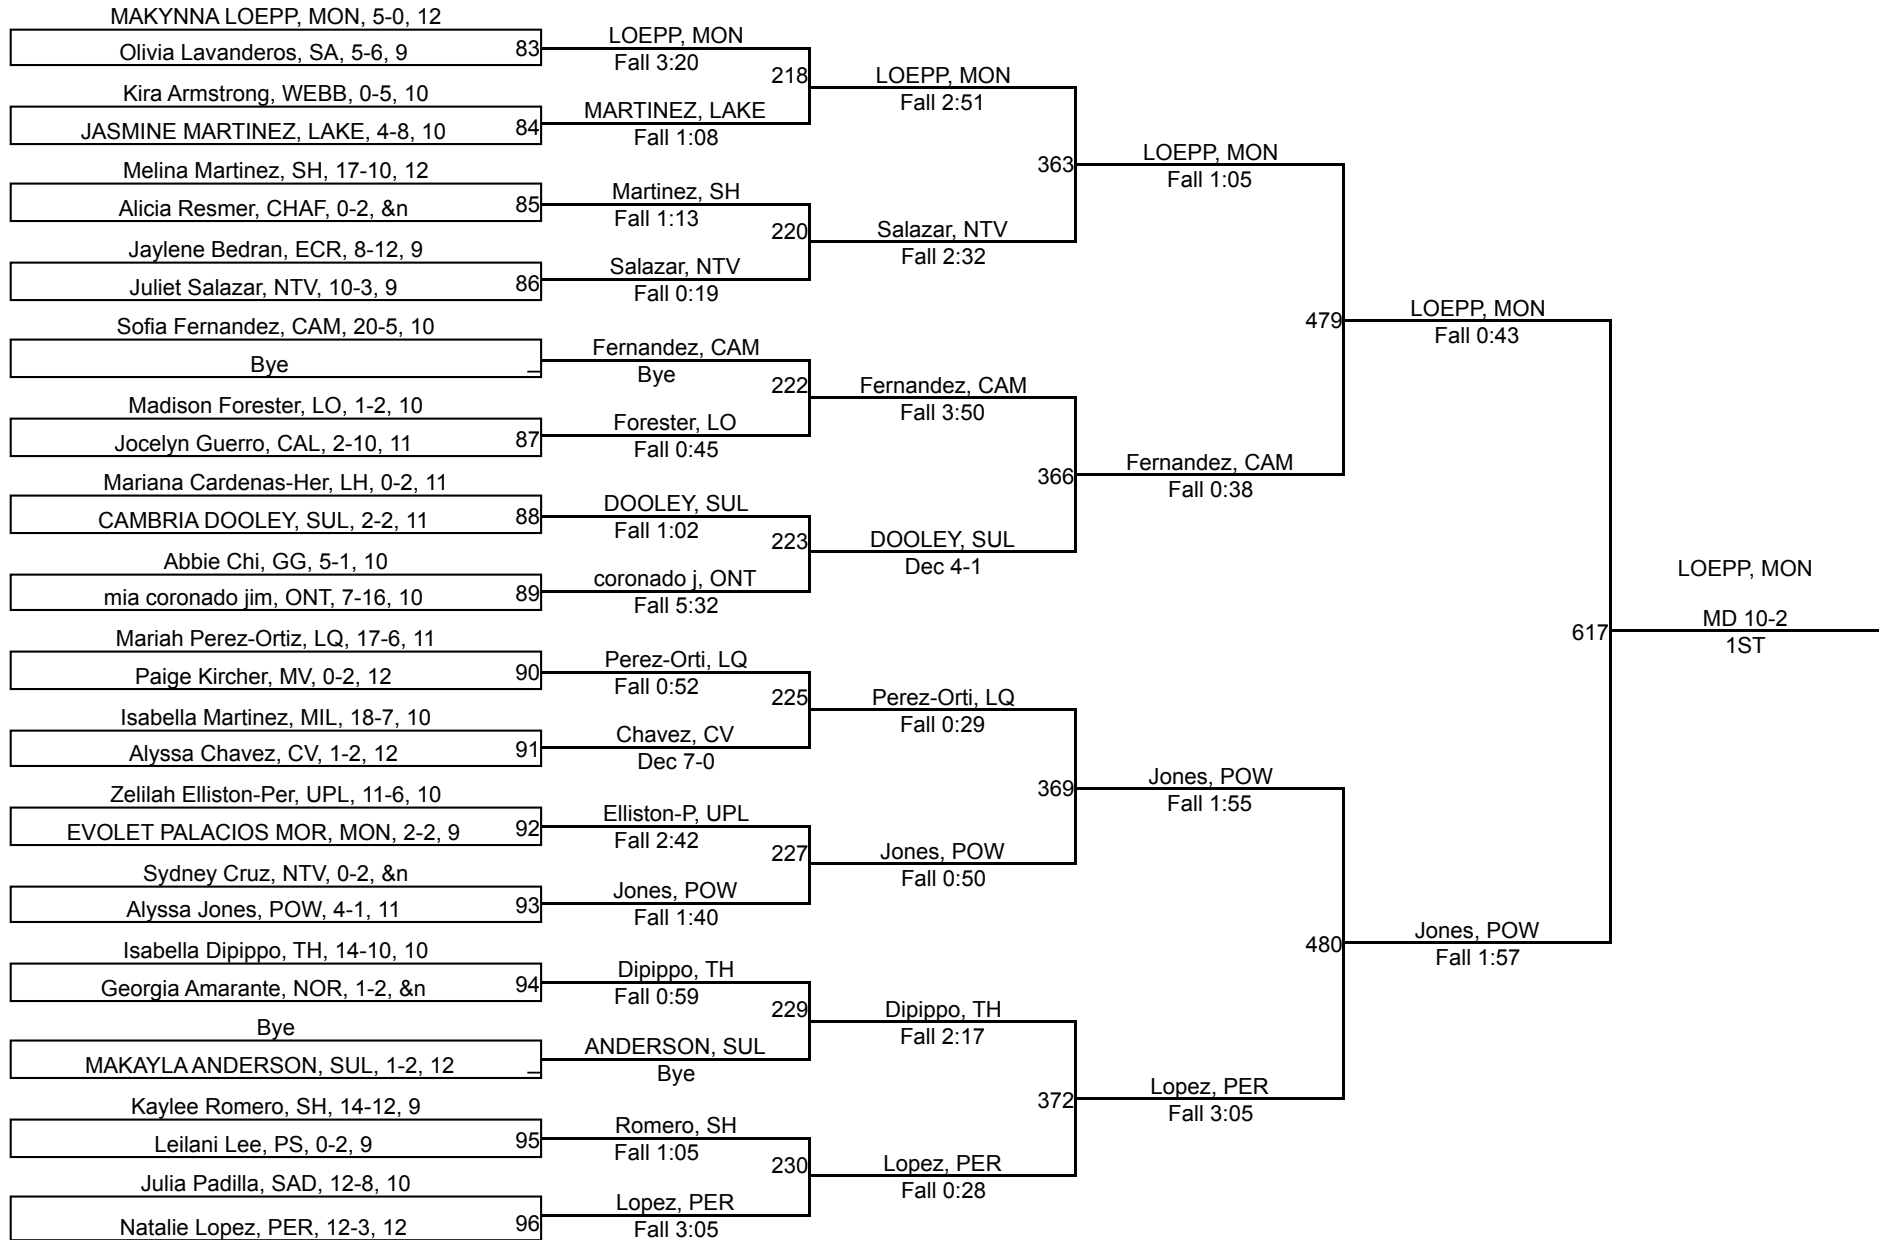 MAKYNNA LOEPP, MON, 5-0, 12
Olivia Lavanderos, SA, 5-6, 9
83
Kira Armstrong, WEBB, 0-5, 10
JASMINE MARTINEZ, LAKE, 4-8, 10
84
Melina Martinez, SH, 17-10, 12
Alicia Resmer, CHAF, 0-2, &n
85
Jaylene Bedran, ECR, 8-12, 9
Juliet Salazar, NTV, 10-3, 9
86
Sofia Fernandez, CAM, 20-5, 10
Bye
_
Madison Forester, LO, 1-2, 10
Jocelyn Guerro, CAL, 2-10, 11
87
Mariana Cardenas-Her, LH, 0-2, 11
CAMBRIA DOOLEY, SUL, 2-2, 11
88
Abbie Chi, GG, 5-1, 10
mia coronado jim, ONT, 7-16, 10
89
Mariah Perez-Ortiz, LQ, 17-6, 11
Paige Kircher, MV, 0-2, 12
90
Isabella Martinez, MIL, 18-7, 10
Alyssa Chavez, CV, 1-2, 12
91
Zelilah Elliston-Per, UPL, 11-6, 10
EVOLET PALACIOS MOR, MON, 2-2, 9
92
Sydney Cruz, NTV, 0-2, &n
Alyssa Jones, POW, 4-1, 11
93
Isabella Dipippo, TH, 14-10, 10
Georgia Amarante, NOR, 1-2, &n
94
Bye
MAKAYLA ANDERSON, SUL, 1-2, 12
_
Kaylee Romero, SH, 14-12, 9
Leilani Lee, PS, 0-2, 9
95
Julia Padilla, SAD, 12-8, 10
Natalie Lopez, PER, 12-3, 12
96
LOEPP, MON
Fall 3:20
218
MARTINEZ, LAKE
Fall 1:08
Martinez, SH
Fall 1:13
220
Salazar, NTV
Fall 0:19
Fernandez, CAM
Bye
222
Forester, LO
Fall 0:45
DOOLEY, SUL
Fall 1:02
223
coronado j, ONT
Fall 5:32
Perez-Orti, LQ
Fall 0:52
225
Chavez, CV
Dec 7-0
Elliston-P, UPL
Fall 2:42
227
Jones, POW
Fall 1:40
Dipippo, TH
Fall 0:59
229
ANDERSON, SUL
Bye
Romero, SH
Fall 1:05
230
Lopez, PER
Fall 3:05
LOEPP, MON
Fall 2:51
363
Salazar, NTV
Fall 2:32
Fernandez, CAM
Fall 3:50
366
DOOLEY, SUL
Dec 4-1
Perez-Orti, LQ
Fall 0:29
369
Jones, POW
Fall 0:50
Dipippo, TH
Fall 2:17
372
Lopez, PER
Fall 0:28
LOEPP, MON
Fall 1:05
479
Fernandez, CAM
Fall 0:38
Jones, POW
Fall 1:55
480
Lopez, PER
Fall 3:05
LOEPP, MON
Fall 0:43
617
Jones, POW
Fall 1:57
LOEPP, MON
MD 10-2
1ST